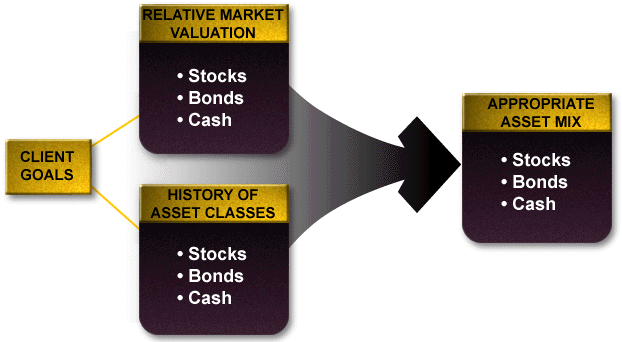 CLIENT
GOALS
RELATIVE MARKET
VALUATION
• Stocks
• Bonds
• Cash
HISTORY OF
ASSET CLASSES
• Stocks
• Bonds
• Cash
APPROPRIATE
ASSET MIX
• Stocks
• Bonds
• Cash